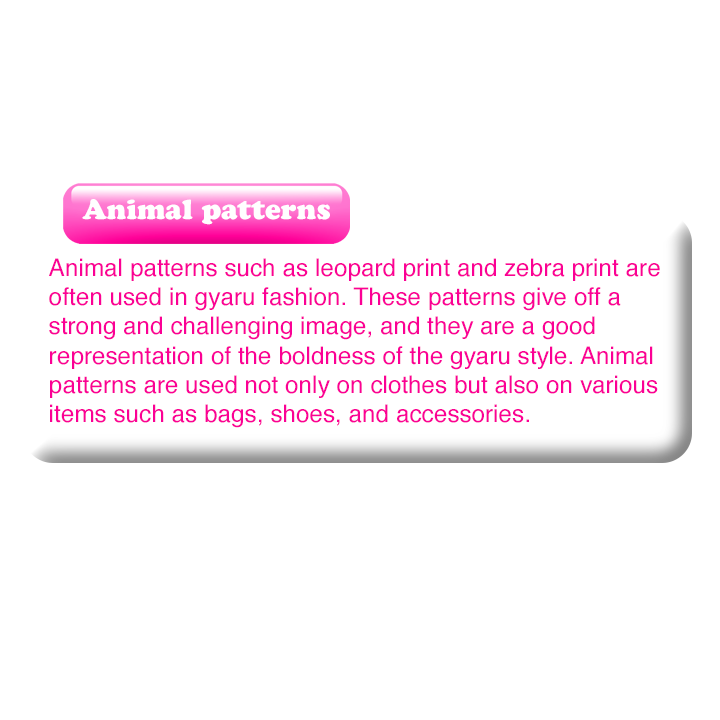 Animal patterns
Animal patterns such as leopard print and zebra print are
often used in gyaru fashion. These patterns give off a
strong and challenging image, and they are a good
representation of the boldness of the gyaru style. Animal
patterns are used not only on clothes but also on various
items such as bags, shoes, and accessories.